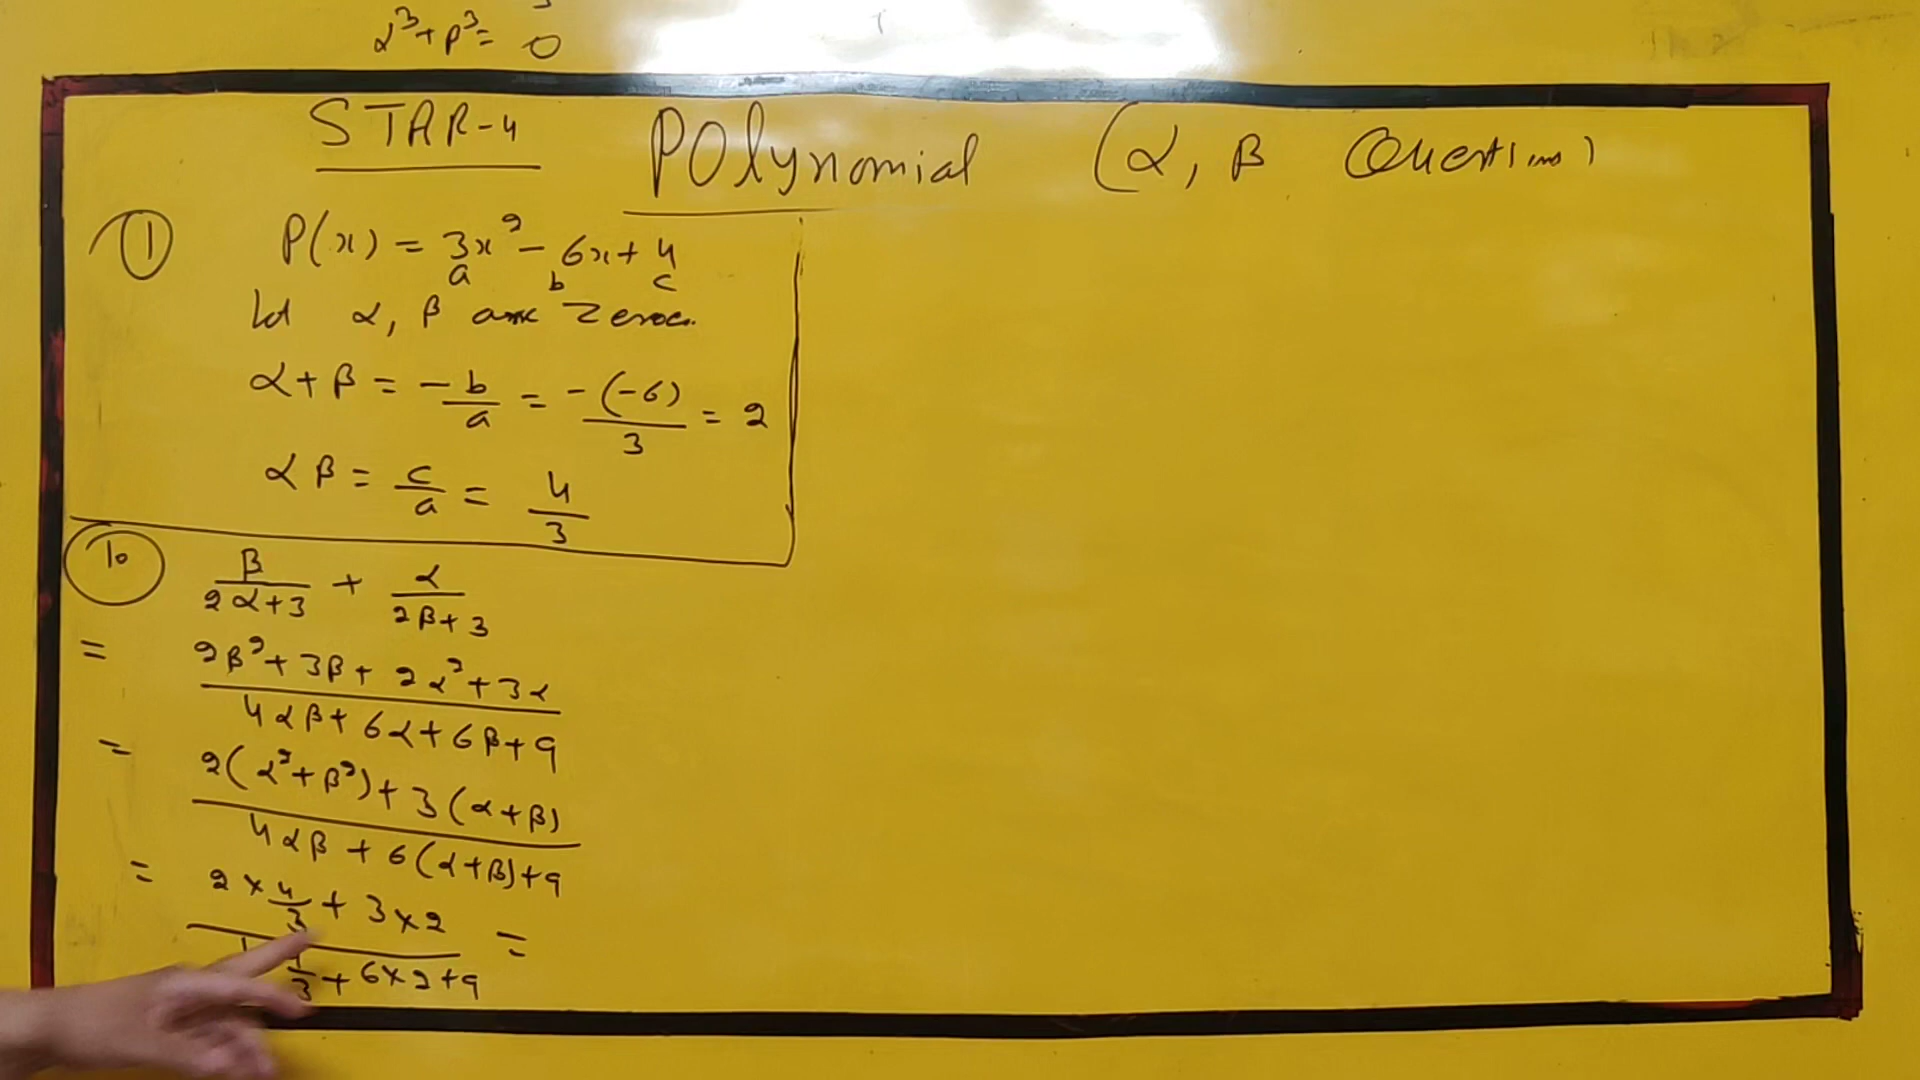 α³+β³= 0
STAR-4 POlynomial (α, β Questions)
① P(x) = 3x² - 6x + 4
a b c
let α, β are Zeroes.
α+β = -b/a = -(-6)/3 = 2
αβ = c/a = 4/3
10 β/(2α+3) + α/(2β+3)
= (2β²+3β+2α²+3α)/(4αβ+6α+6β+9)
= (2(α²+β²)+3(α+β))/(4αβ+6(α+β)+9)
= (2×4/3+3×2)/( /3+6×2+9) =